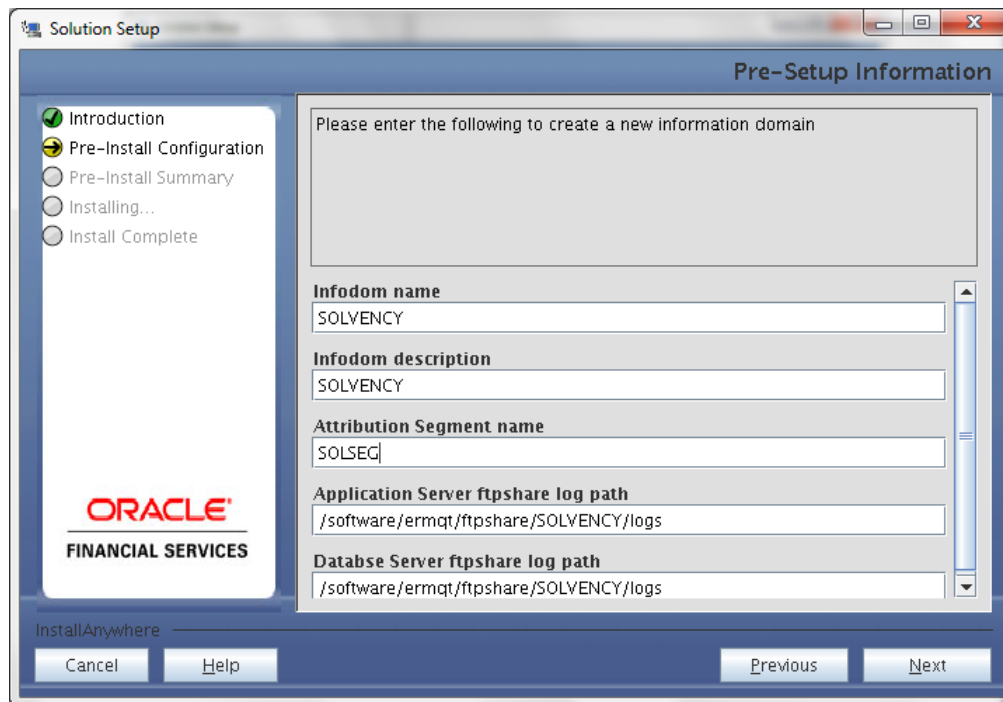 Solution Setup
Pre-Setup Information
Introduction
Pre-Install Configuration
Pre-Install Summary
Installing...
Install Complete
ORACLE®
FINANCIAL SERVICES
Please enter the following to create a new information domain
Infodom name
SOLVENCY
Infodom description
SOLVENCY
Attribution Segment name
SOLSEG
Application Server ftpshare log path
/software/ermqt/ftpshare/SOLVENCY/logs
Databse Server ftpshare log path
/software/ermqt/ftpshare/SOLVENCY/logs
InstallAnywhere
Cancel
Help
Previous
Next